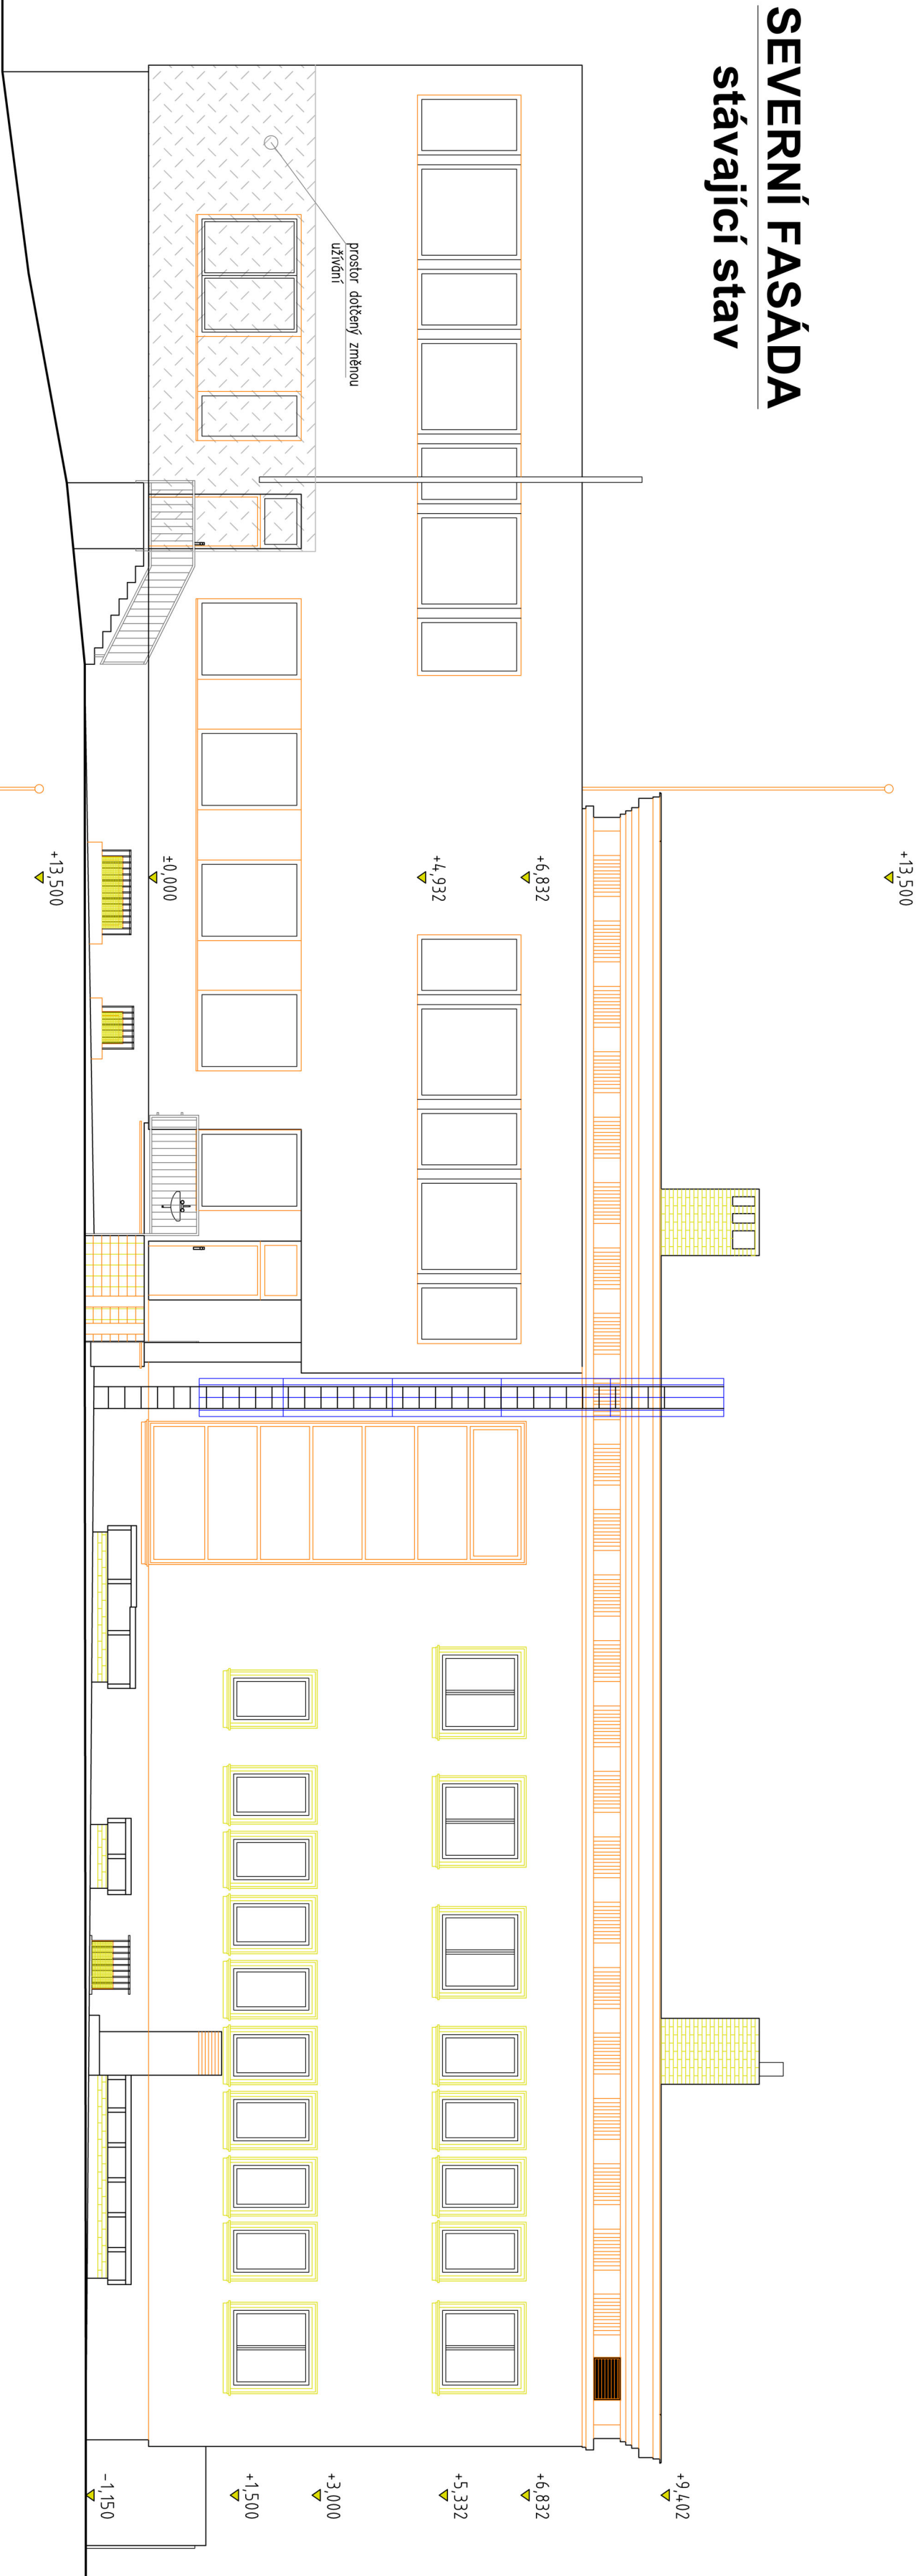 SEVERNÍ FASÁDA
stávající stav
prostor dotčený změnou
užívání
+13,500
+6,832
+4,932
±0,000
+13,500
+9,402
+6,832
+5,332
+3,000
+1,500
-1,150